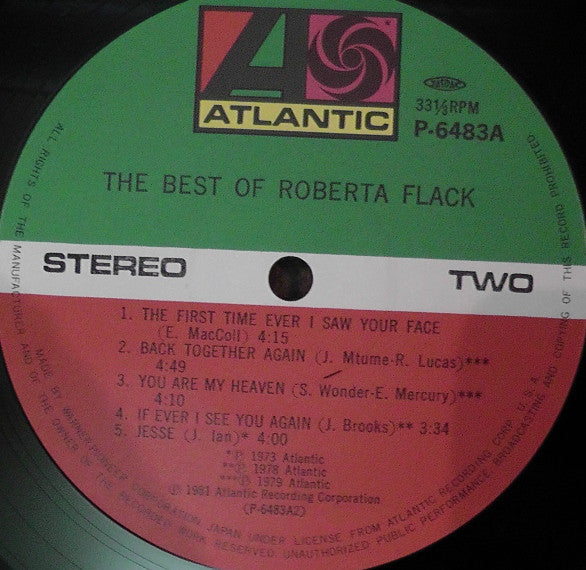 ATLANTIC
33⅓RPM
P-6483A
THE BEST OF ROBERTA FLACK
STEREO
TWO
1. THE FIRST TIME EVER I SAW YOUR FACE
(E. MacColl) 4:15
2. BACK TOGETHER AGAIN (J. Mtume-R. Lucas)***
4:49
3. YOU ARE MY HEAVEN (S. Wonder-E. Mercury)***
4:10
4. IF EVER I SEE YOU AGAIN (J. Brooks)** 3:34
5. JESSE (J. Ian)* 4:00
*℗ 1973 Atlantic
**℗ 1978 Atlantic
***℗ 1979 Atlantic
℗ 1981 Atlantic Recording Corporation
(P-6483A2)
MADE BY WARNER-PIONEER CORPORATION, JAPAN UNDER LICENSE FROM ATLANTIC RECORDING CORP. U.S.A.
ALL RIGHTS OF THE MANUFACTURER AND OF THE OWNER OF THE RECORDED WORK RESERVED. UNAUTHORIZED PUBLIC PERFORMANCE, BROADCASTING AND COPYING OF THIS RECORD PROHIBITED.